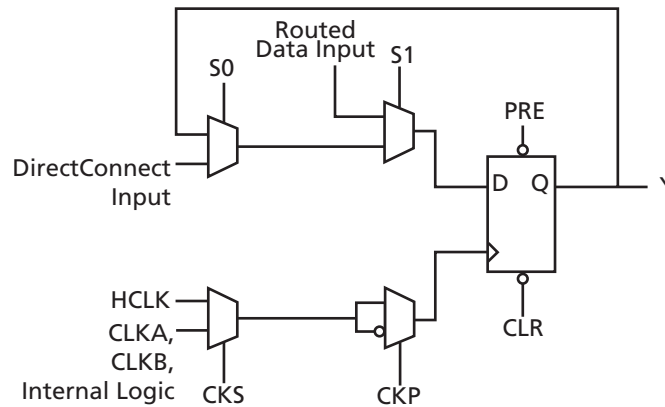 Routed
Data Input
S0
S1
PRE
DirectConnect
Input
D
Q
HCLK
CLKA,
CLKB,
Internal Logic
CKS
CKP
CLR